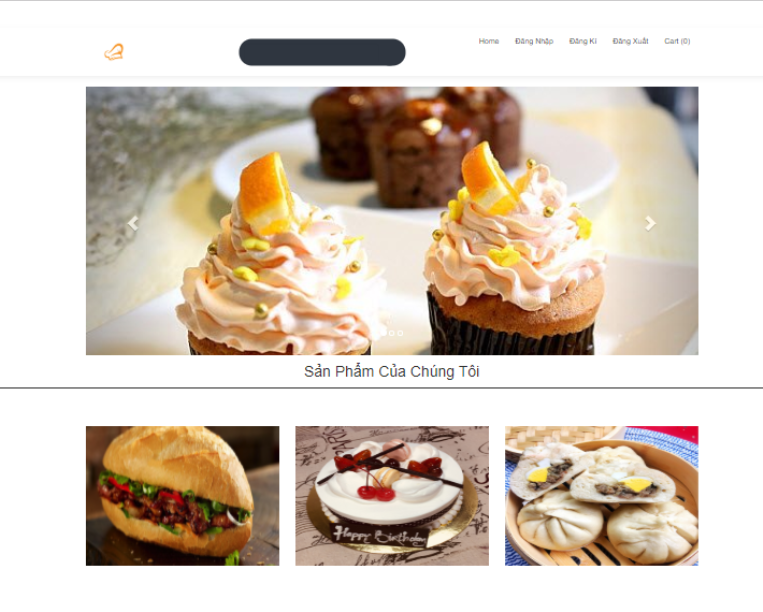 Home Đăng Nhập Đăng Kí Đăng Xuất Cart (0)
Sản Phẩm Của Chúng Tôi
Happy Birthday